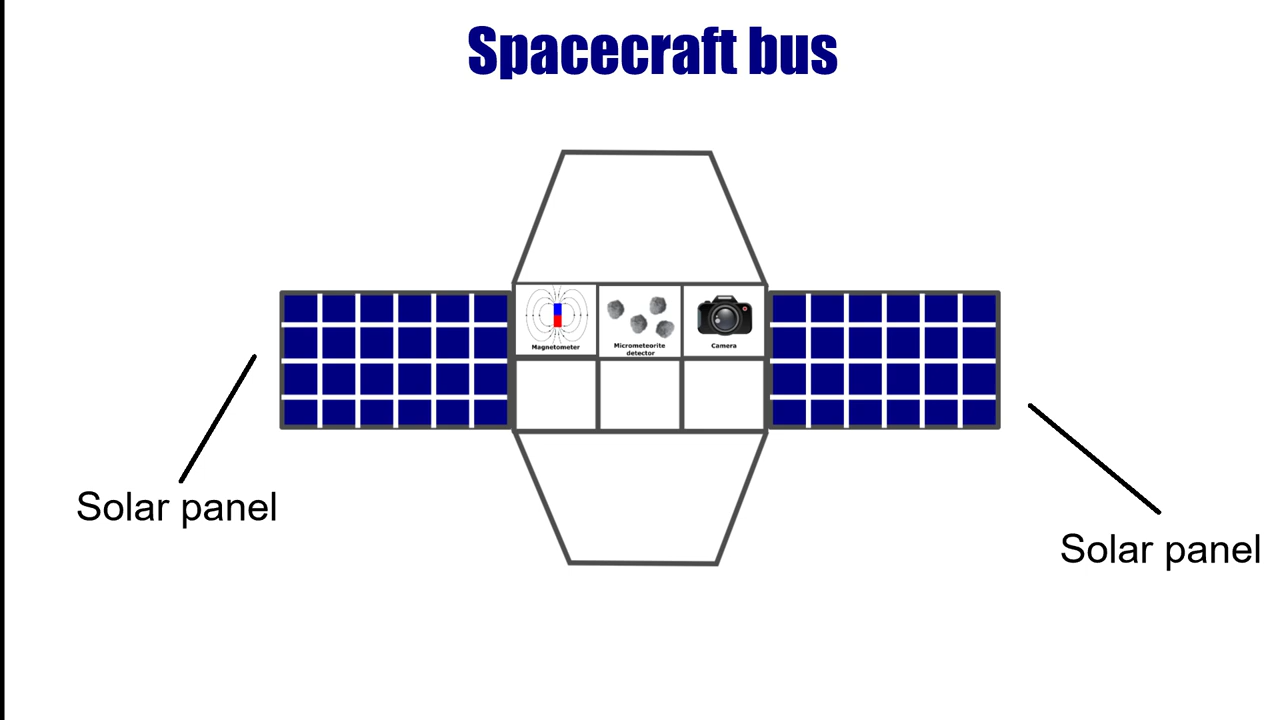 Spacecraft bus
Magnetometer
Micrometeorite
detector
Camera
Solar panel
Solar panel